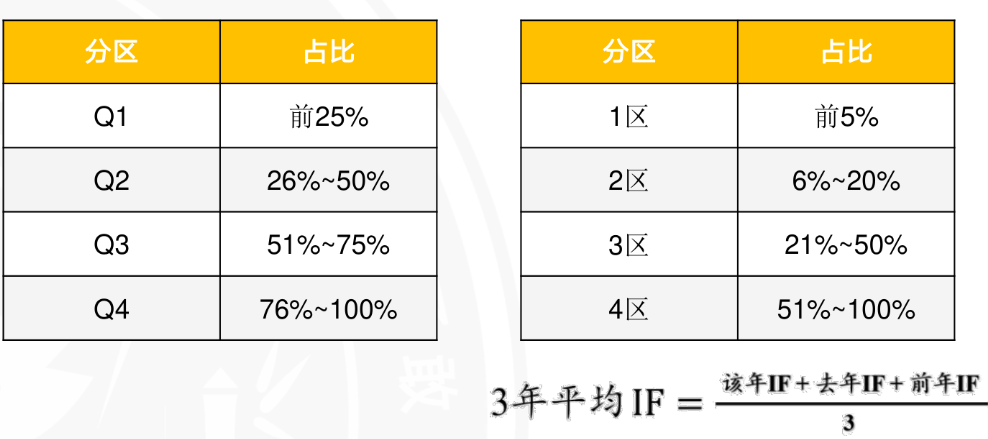 分区 占比
Q1 前25%
Q2 26%~50%
Q3 51%~75%
Q4 76%~100%
分区 占比
1区 前5%
2区 6%~20%
3区 21%~50%
4区 51%~100%
3年平均IF = 该年IF + 去年IF + 前年IF
3